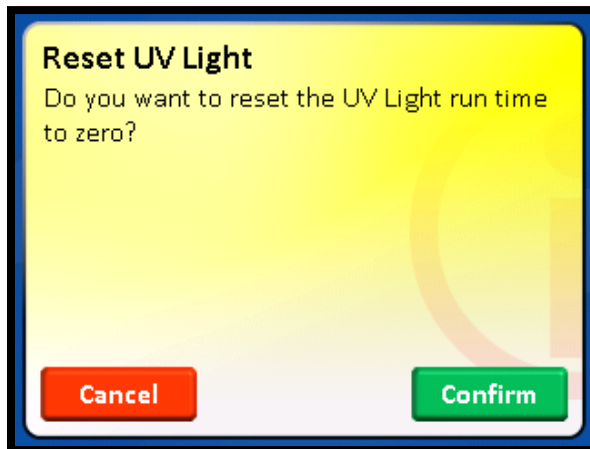 Reset UV Light
Do you want to reset the UV Light run time
to zero?
Cancel
Confirm